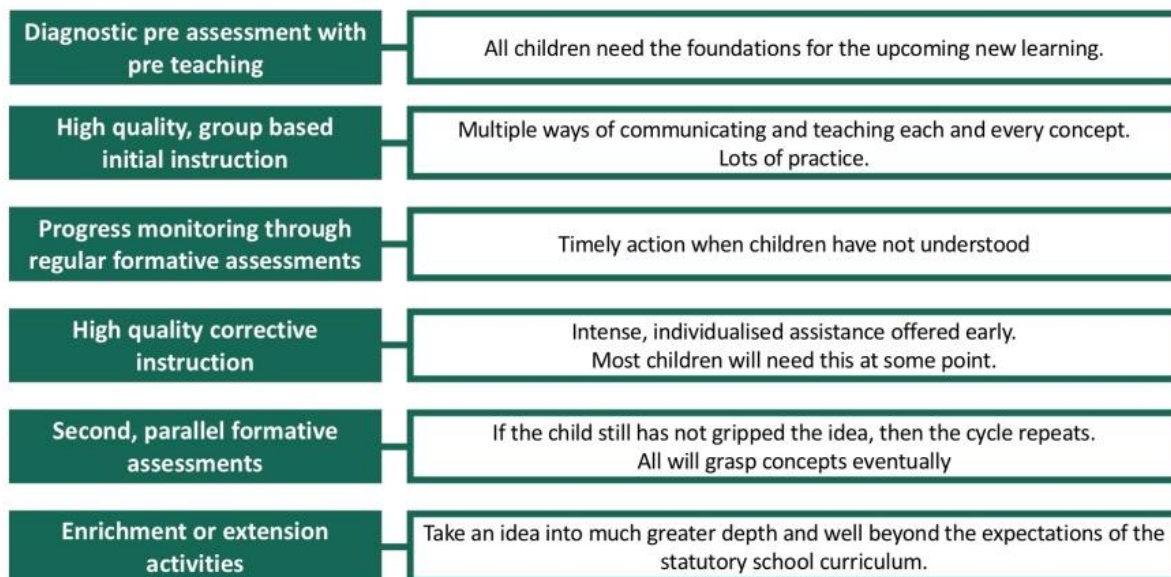 Diagnostic pre assessment with
pre teaching
All children need the foundations for the upcoming new learning.
High quality, group based
initial instruction
Multiple ways of communicating and teaching each and every concept.
Lots of practice.
Progress monitoring through
regular formative assessments
Timely action when children have not understood
High quality corrective
instruction
Intense, individualised assistance offered early.
Most children will need this at some point.
Second, parallel formative
assessments
If the child still has not gripped the idea, then the cycle repeats.
All will grasp concepts eventually
Enrichment or extension
activities
Take an idea into much greater depth and well beyond the expectations of the
statutory school curriculum.